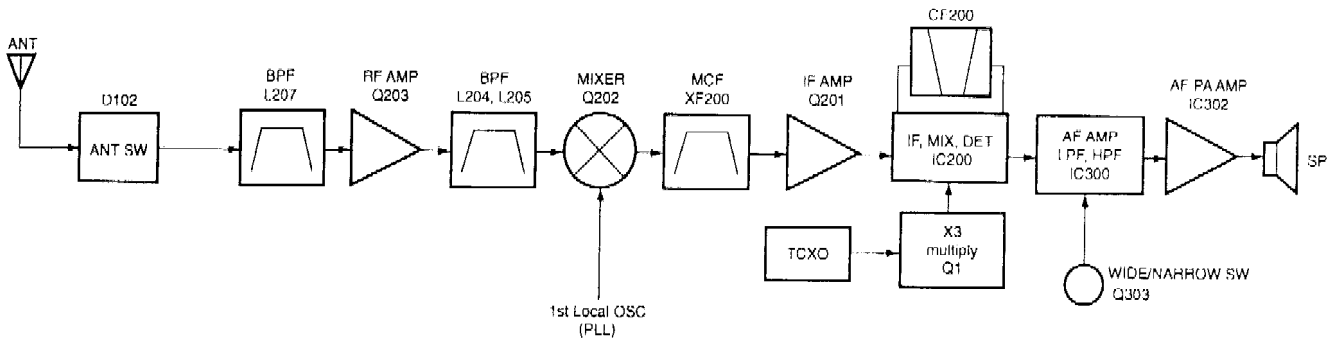 ANT
D102
ANT SW
BPF
L207
RF AMP
Q203
BPF
L204, L205
MIXER
Q202
1st Local OSC
(PLL)
MCF
XF200
IF AMP
Q201
CF200
IF, MIX, DET
IC200
TCXO
X3
multiply
Q1
AF AMP
LPF, HPF
IC300
WIDE/NARROW SW
Q303
AF PA AMP
IC302
SP